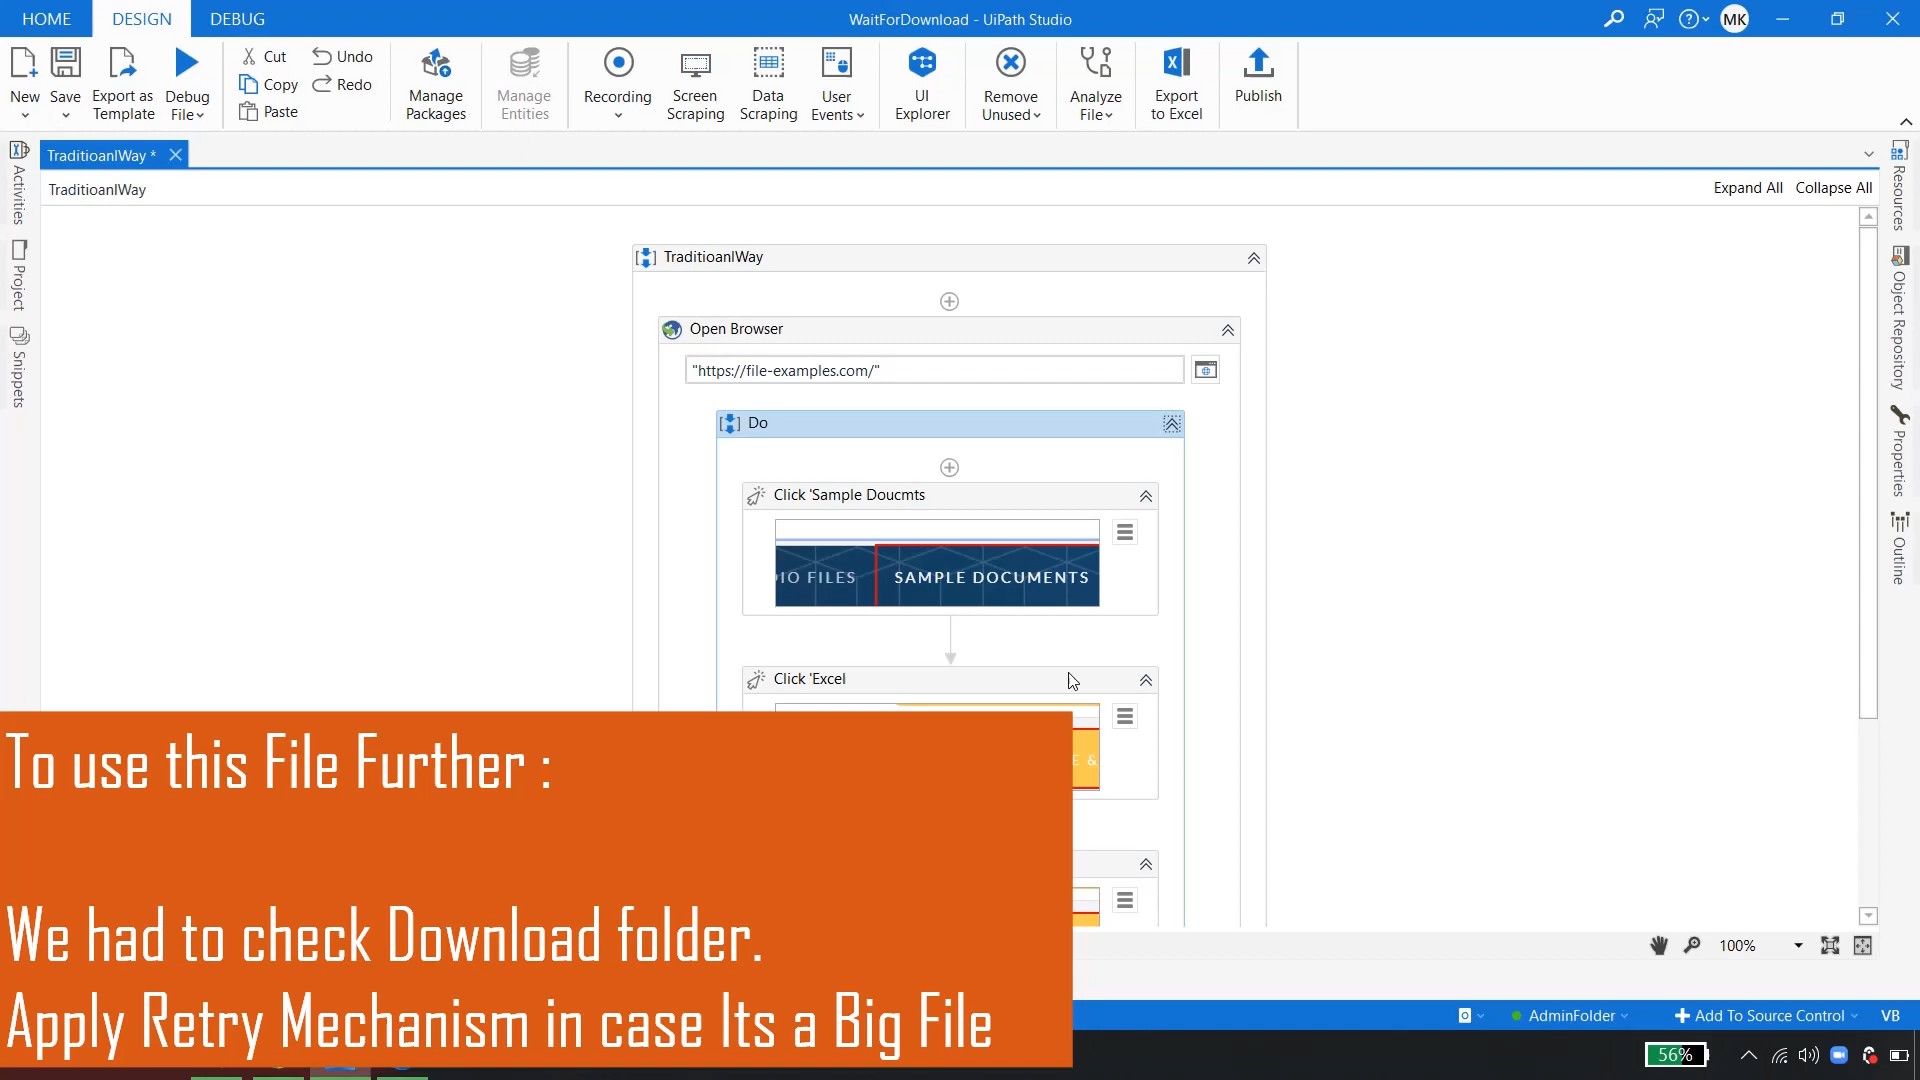 HOME DESIGN DEBUG
WaitForDownload - UiPath Studio
MK
New
Save
Export as Template
Debug File
Cut
Copy
Paste
Undo
Redo
Manage Packages
Manage Entities
Recording
Screen Scraping
Data Scraping
User Events
UI Explorer
Remove Unused
Analyze File
Export to Excel
Publish
TraditioanlWay *
TraditioanlWay
Expand All Collapse All
Activities
Project
Snippets
Resources
Object Repository
Properties
Outline
TraditioanlWay
Open Browser
"https://file-examples.com/"
Do
Click 'Sample Doucmts
IO FILES SAMPLE DOCUMENTS
Click 'Excel
E &
To use this File Further :
We had to check Download folder.
Apply Retry Mechanism in case Its a Big File
100%
AdminFolder
Add To Source Control
VB
56%